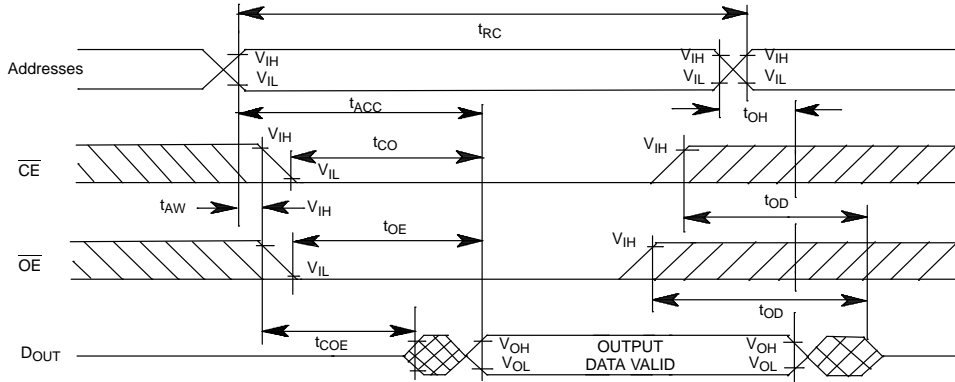 tRC
Addresses
VIH
VIL
VIH
VIL
VIH
VIL
tACC
tOH
CE
VIH
tCO
VIL
VIH
tAW
VIH
tOD
OE
tOE
VIL
VIH
tCOE
tOD
DOUT
VOH
VOL
OUTPUT
DATA VALID
VOH
VOL